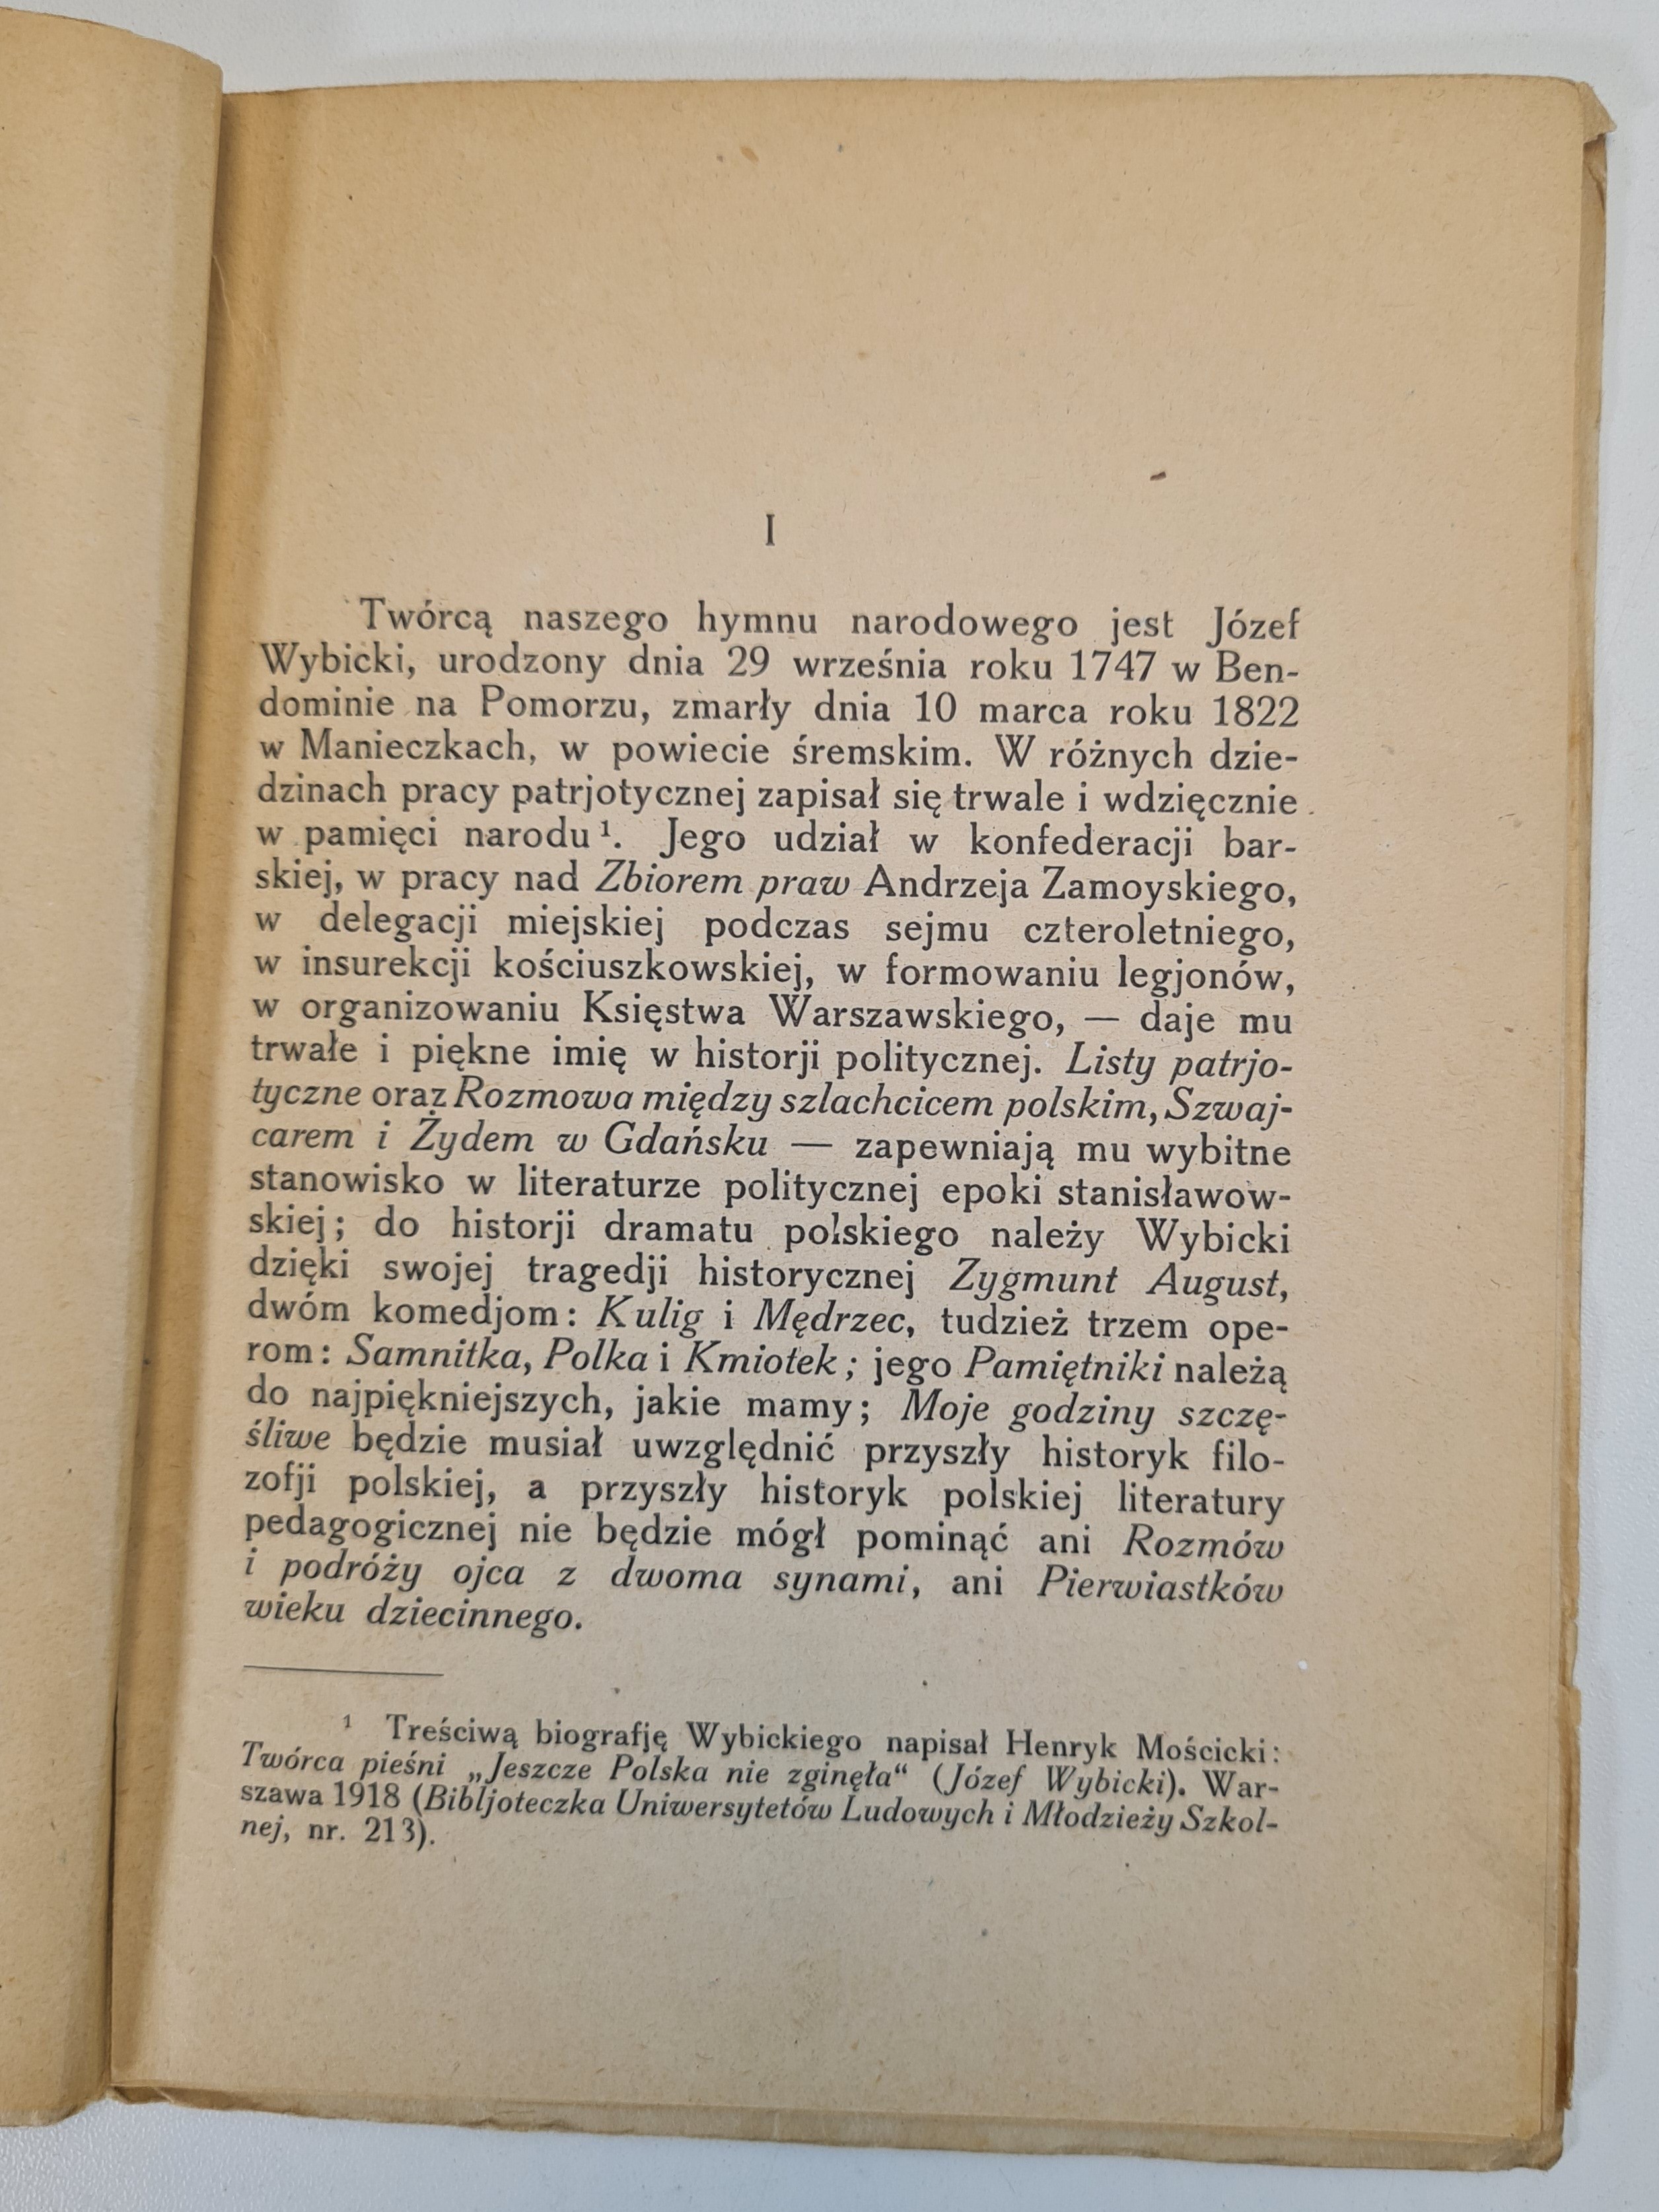 I
Twórcą naszego hymnu narodowego jest Józef
Wybicki, urodzony dnia 29 września roku 1747 w Ben-
dominie na Pomorzu, zmarły dnia 10 marca roku 1822
w Manieczkach, w powiecie śremskim. W różnych dzie-
dzinach pracy patrjotycznej zapisał się trwale i wdzięcznie
w pamięci narodu¹. Jego udział w konfederacji bar-
skiej, w pracy nad Zbiorem praw Andrzeja Zamoyskiego,
w delegacji miejskiej podczas sejmu czteroletniego,
w insurekcji kościuszkowskiej, w formowaniu legjonów,
w organizowaniu Księstwa Warszawskiego, — daje mu
trwałe i piękne imię w historji politycznej. Listy patrjo-
tyczne oraz Rozmowa między szlachcicem polskim, Szwaj-
carem i Żydem w Gdańsku — zapewniają mu wybitne
stanowisko w literaturze politycznej epoki stanisławow-
skiej; do historji dramatu polskiego należy Wybicki
dzięki swojej tragedji historycznej Zygmunt August,
dwóm komedjom: Kulig i Mędrzec, tudzież trzem ope-
rom: Samnitka, Polka i Kmiotek; jego Pamiętniki należą
do najpiękniejszych, jakie mamy; Moje godziny szczę-
śliwe będzie musiał uwzględnić przyszły historyk filo-
zofji polskiej, a przyszły historyk polskiej literatury
pedagogicznej nie będzie mógł pominąć ani Rozmów
i podróży ojca z dwoma synami, ani Pierwiastków
wieku dziecinnego.
¹ Treściwą biografję Wybickiego napisał Henryk Mościcki:
Twórca pieśni „Jeszcze Polska nie zginęła“ (Józef Wybicki). War-
szawa 1918 (Bibljoteczka Uniwersytetów Ludowych i Młodzieży Szkol-
nej, nr. 213).